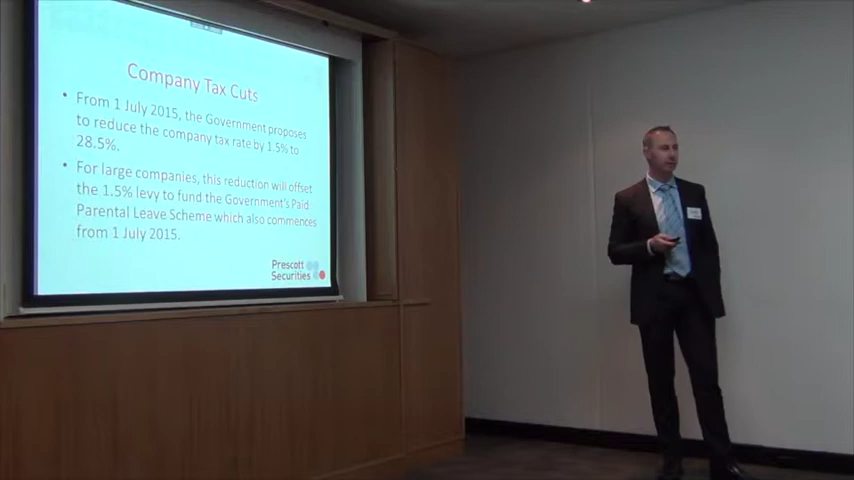 Company Tax Cuts
• From 1 July 2015, the Government proposes
to reduce the company tax rate by 1.5% to
28.5%.
• For large companies, this reduction will offset
the 1.5% levy to fund the Government's Paid
Parental Leave Scheme which also commences
from 1 July 2015.
Prescott
Securities